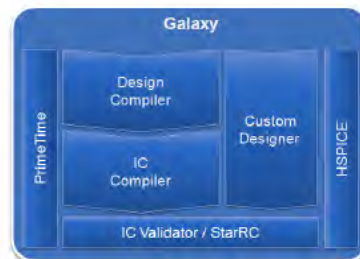 Galaxy
PrimeTime
Design
Compiler
IC
Compiler
Custom
Designer
HSPICE
IC Validator / StarRC